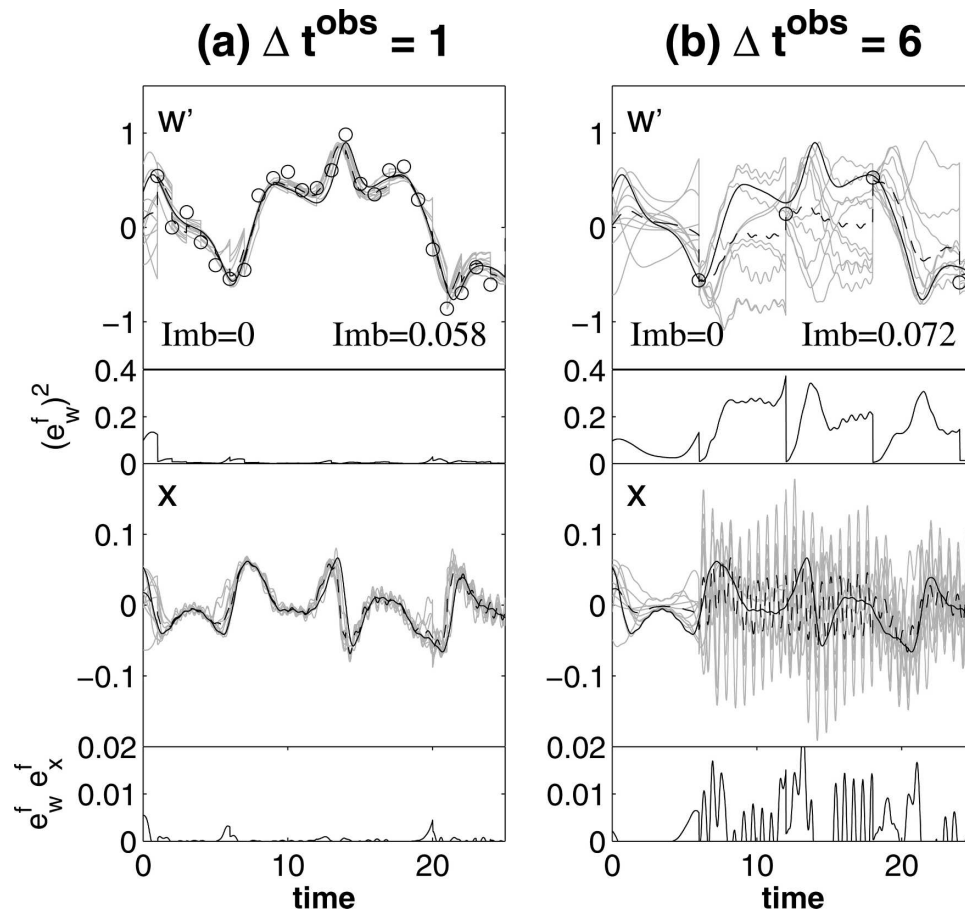 (a) Δ t^obs = 1
(b) Δ t^obs = 6
w'
1
0
−1
Imb=0
Imb=0.058
w'
1
0
−1
Imb=0
Imb=0.072
(e^f_w)^2
0.4
0.2
0
0.4
0.2
0
x
0.1
0
−0.1
x
0.1
0
−0.1
e^f_w e^f_x
0.02
0.01
0
0.02
0.01
0
0 10 20
0 10 20
time
time